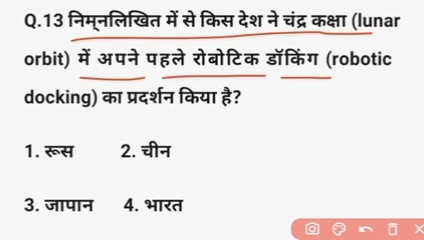 Q.13 निम्नलिखित में से किस देश ने चंद्र कक्षा (lunar
orbit) में अपने पहले रोबोटिक डॉकिंग (robotic
docking) का प्रदर्शन किया है?
1. रूस 2. चीन
3. जापान 4. भारत